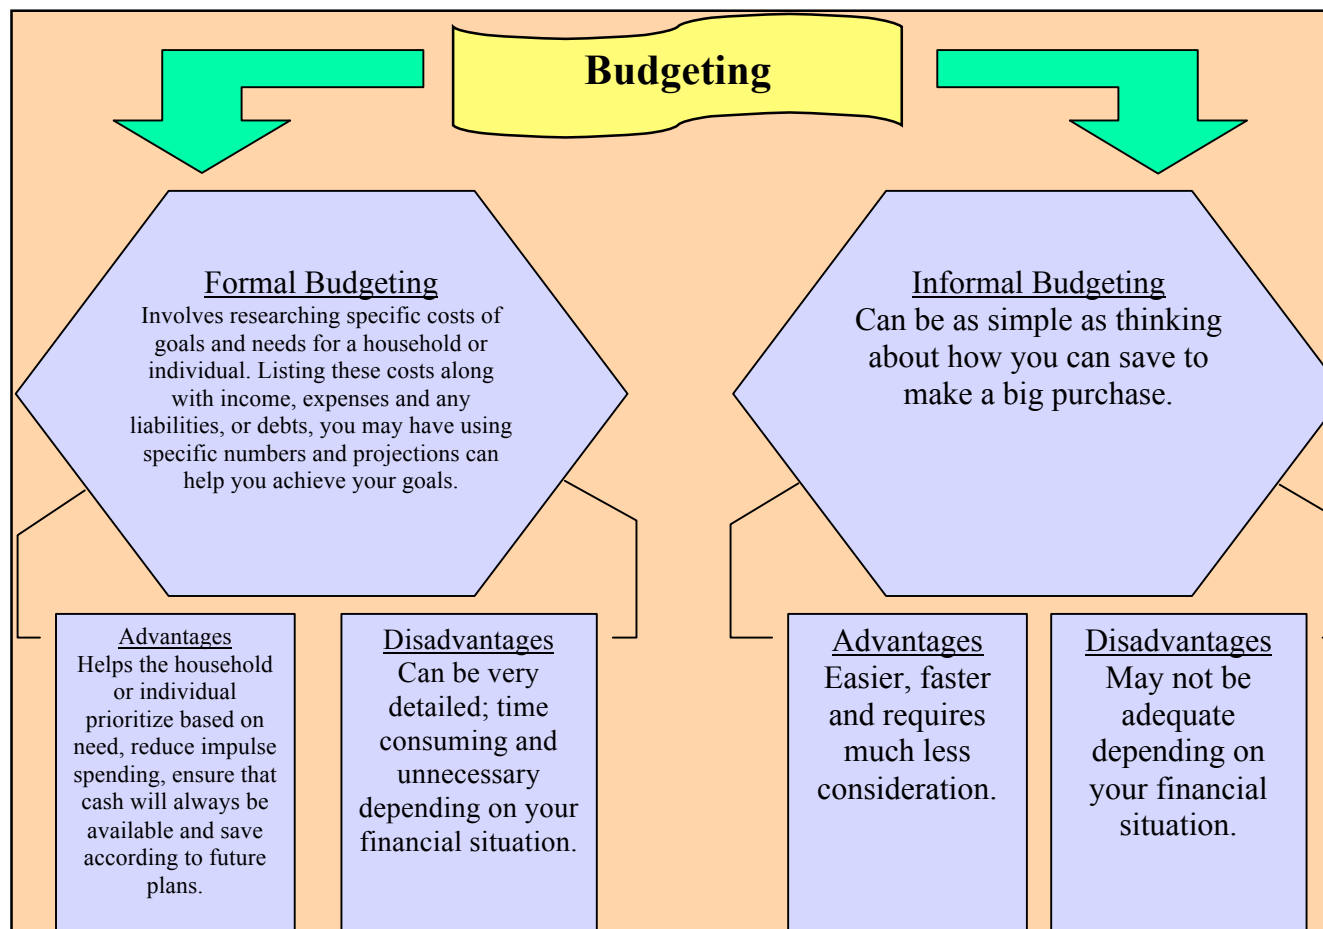 Budgeting
Formal Budgeting
Involves researching specific costs of
goals and needs for a household or
individual. Listing these costs along
with income, expenses and any
liabilities, or debts, you may have using
specific numbers and projections can
help you achieve your goals.
Informal Budgeting
Can be as simple as thinking
about how you can save to
make a big purchase.
Advantages
Helps the household
or individual
prioritize based on
need, reduce impulse
spending, ensure that
cash will always be
available and save
according to future
plans.
Disadvantages
Can be very
detailed; time
consuming and
unnecessary
depending on your
financial situation.
Advantages
Easier, faster
and requires
much less
consideration.
Disadvantages
May not be
adequate
depending on
your financial
situation.